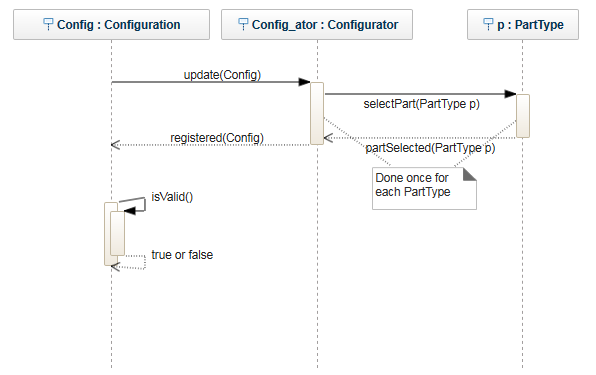 Config : Configuration
Config_ator : Configurator
p : PartType
update(Config)
selectPart(PartType p)
registered(Config)
partSelected(PartType p)
Done once for
each PartType
isValid()
true or false